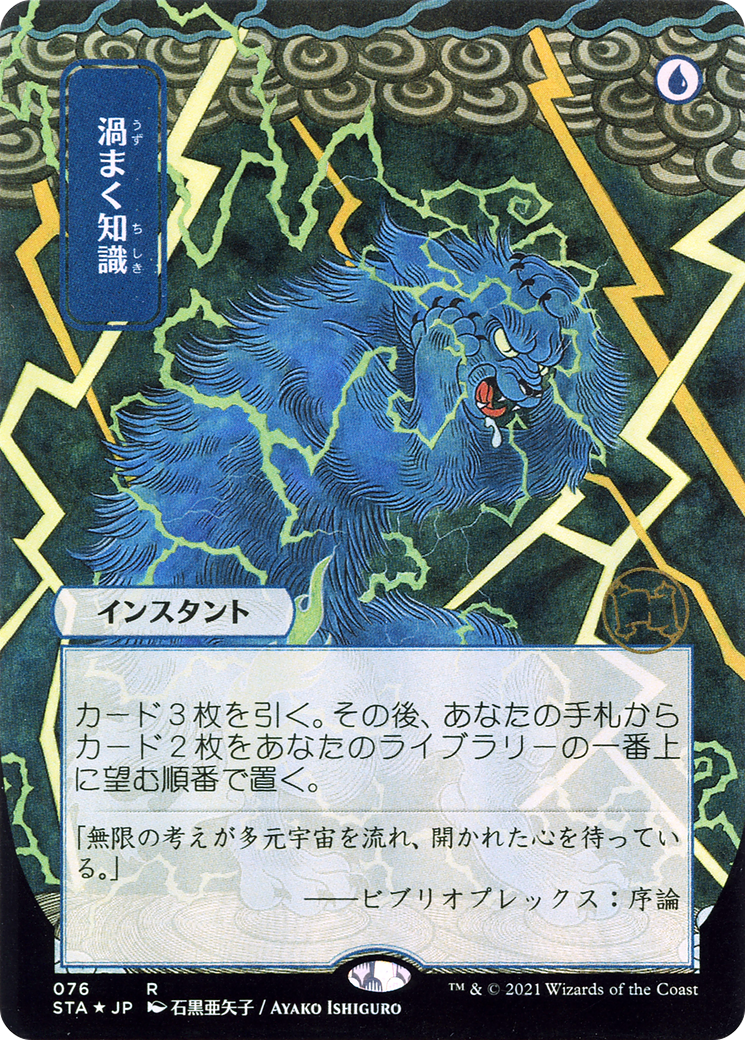 渦まく知識
うず
ちしき
インスタント
カード3枚を引く。その後、あなたの手札から
カード2枚をあなたのライブラリーの一番上
に望む順番で置く。
「無限の考えが多元宇宙を流れ、開かれた心を待ってい
る。」
――ビブリオプレックス:序論
076 R
STA★JP 石黒亜矢子 / AYAKO ISHIGURO
™ & © 2021 Wizards of the Coast